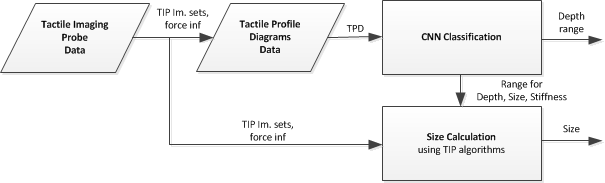 Tactile Imaging
Probe
Data
TIP Im. sets,
force inf
Tactile Profile
Diagrams
Data
TPD
CNN Classification
Depth
range
Range for
Depth, Size, Stiffness
TIP Im. sets,
force inf
Size Calculation
using TIP algorithms
Size